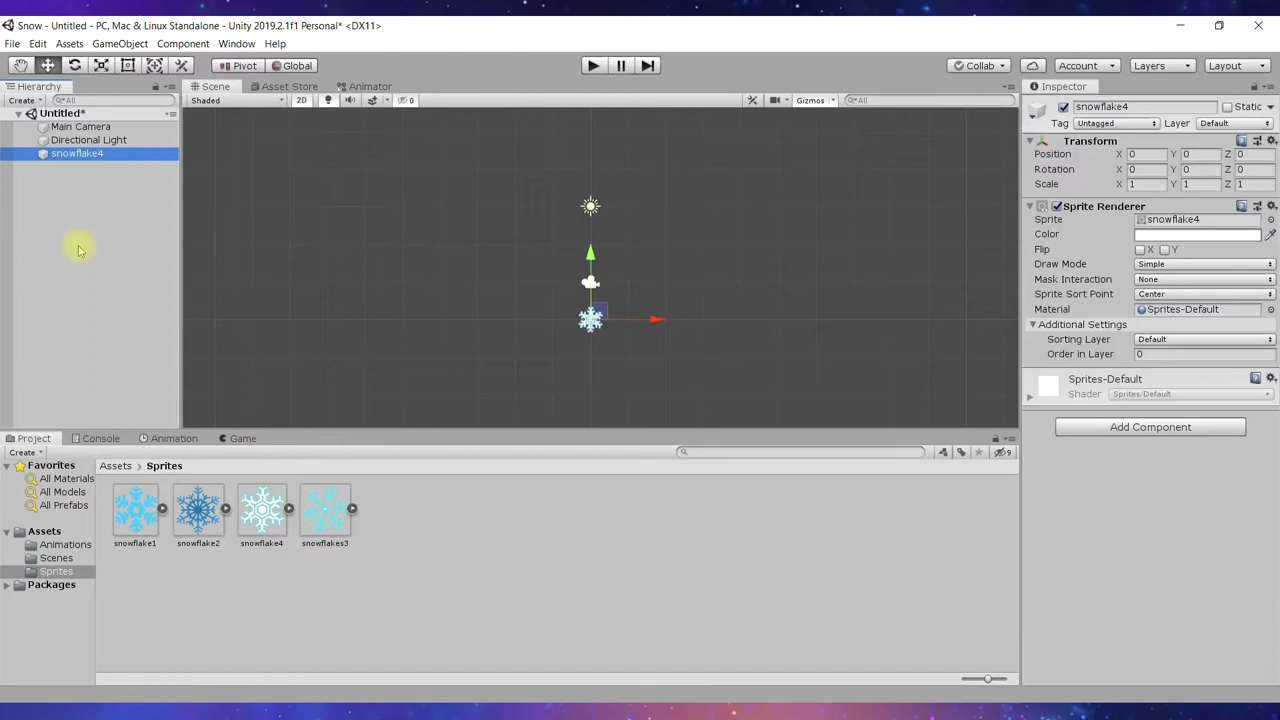 Snow - Untitled - PC, Mac & Linux Standalone - Unity 2019.2.1f1 Personal* <DX11>
File Edit Assets GameObject Component Window Help
Pivot Global Collab Account Layers Layout
Hierarchy Scene Asset Store Animator Inspector
Create All Shaded 2D 0 Gizmos All
snowflake4 Static
Untitled*
Tag Untagged Layer Default
Main Camera
Directional Light
Transform
snowflake4
Position X 0 Y 0 Z 0
Rotation X 0 Y 0 Z 0
Scale X 1 Y 1 Z 1
Sprite Renderer
Sprite snowflake4
Color
Flip X Y
Draw Mode Simple
Mask Interaction None
Sprite Sort Point Center
Material Sprites-Default
Additional Settings
Sorting Layer Default
Order in Layer 0
Sprites-Default
Shader Sprites/Default
Add Component
Project Console Animation Game
Create 9
Favorites
All Materials
All Models
All Prefabs
Assets
Animations
Scenes
Sprites
Packages
Assets > Sprites
snowflake1 snowflake2 snowflake4 snowflakes3